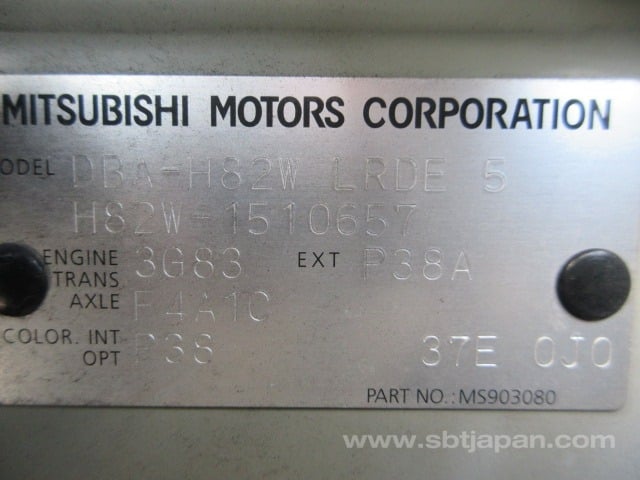 MITSUBISHI MOTORS CORPORATION
MODEL DBA-H82W LRDE 5
H82W-1510657
ENGINE 3G83 EXT P38A
TRANS
AXLE F4A1C
COLOR. INT P38 37E 0J0
OPT
PART NO.:MS903080
www.sbtjapan.com